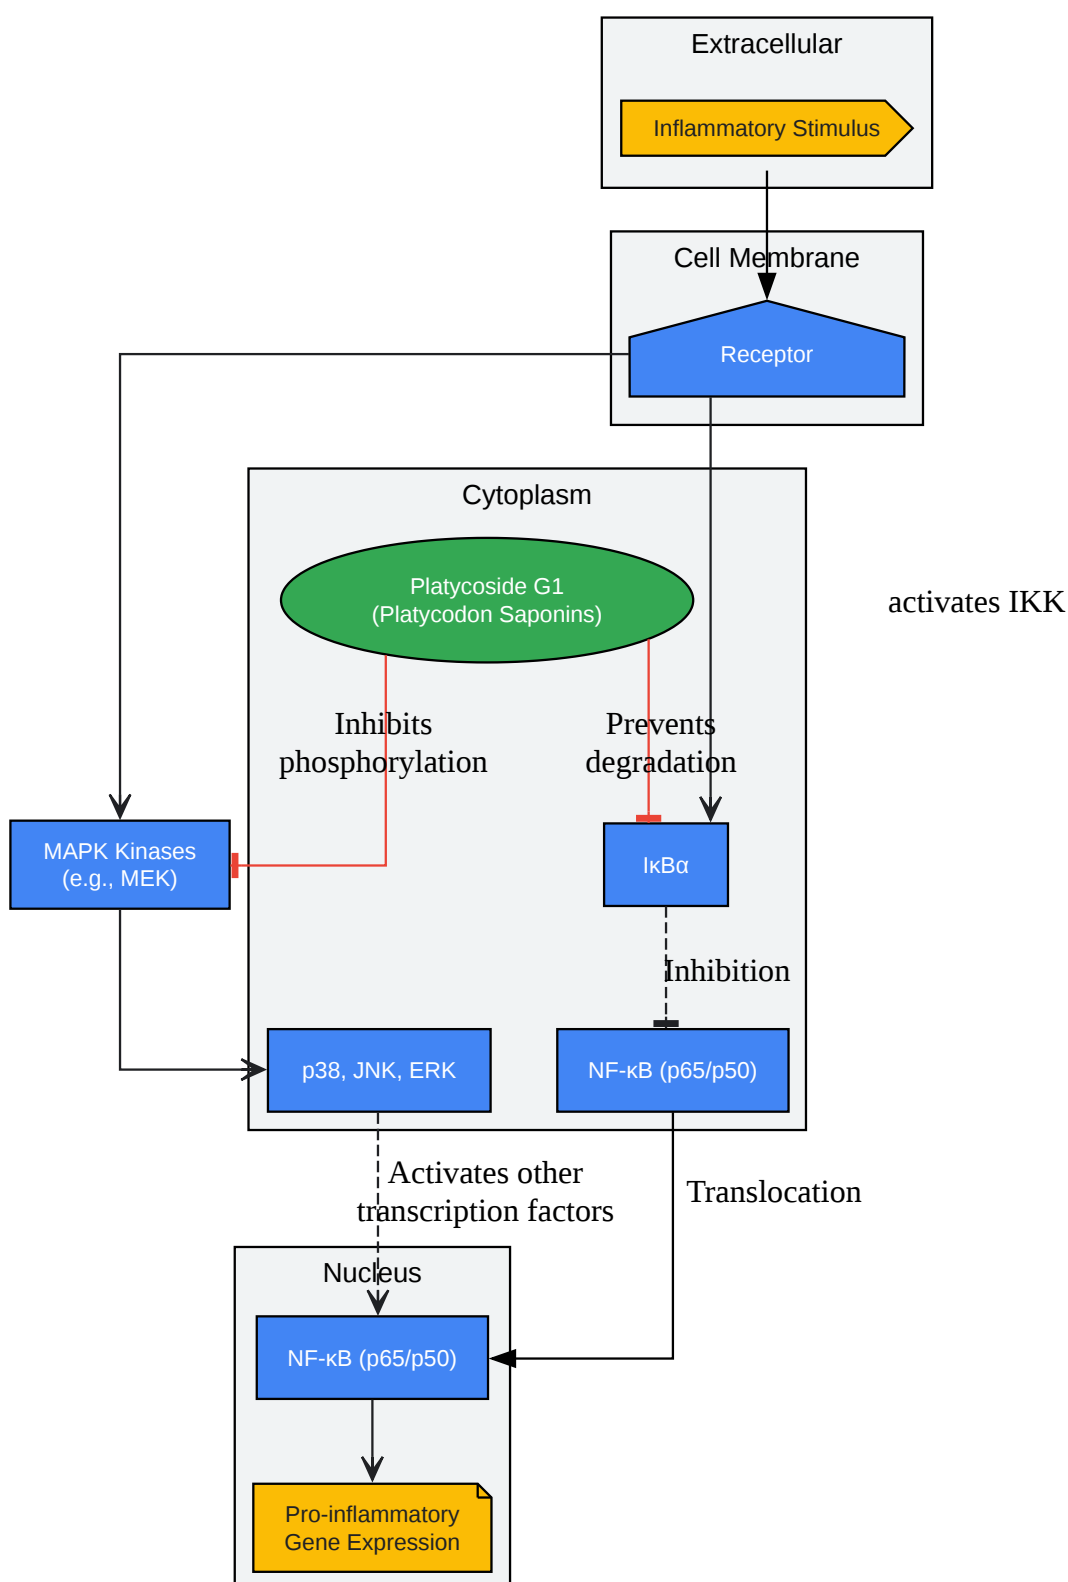 Extracellular
Inflammatory Stimulus
Cell Membrane
Receptor
Cytoplasm
Platycoside G1
(Platycodon Saponins)
activates IKK
Inhibits
phosphorylation
Prevents
degradation
MAPK Kinases
(e.g., MEK)
IκBα
Inhibition
p38, JNK, ERK
NF-κB (p65/p50)
Activates other
transcription factors
Translocation
Nucleus
NF-κB (p65/p50)
Pro-inflammatory
Gene Expression